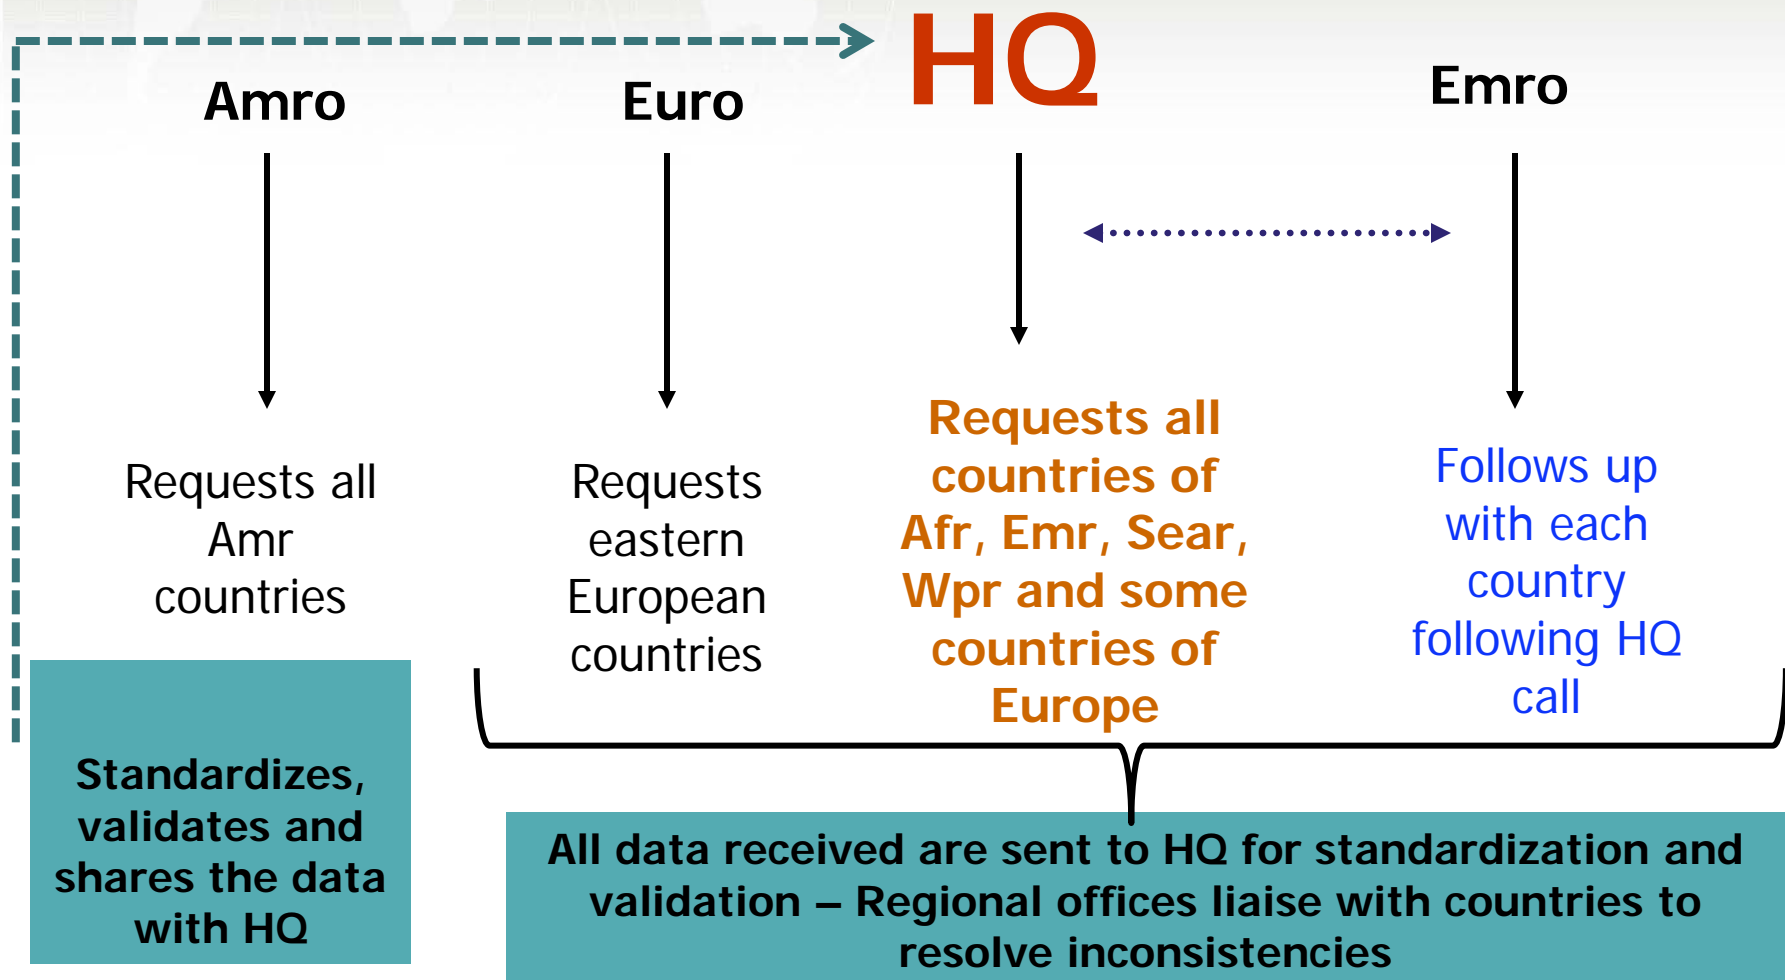 HQ
Amro
Euro
Emro
Requests all
Amr
countries
Requests
eastern
European
countries
Requests all
countries of
Afr, Emr, Sear,
Wpr and some
countries of
Europe
Follows up
with each
country
following HQ
call
Standardizes,
validates and
shares the data
with HQ
All data received are sent to HQ for standardization and
validation – Regional offices liaise with countries to
resolve inconsistencies